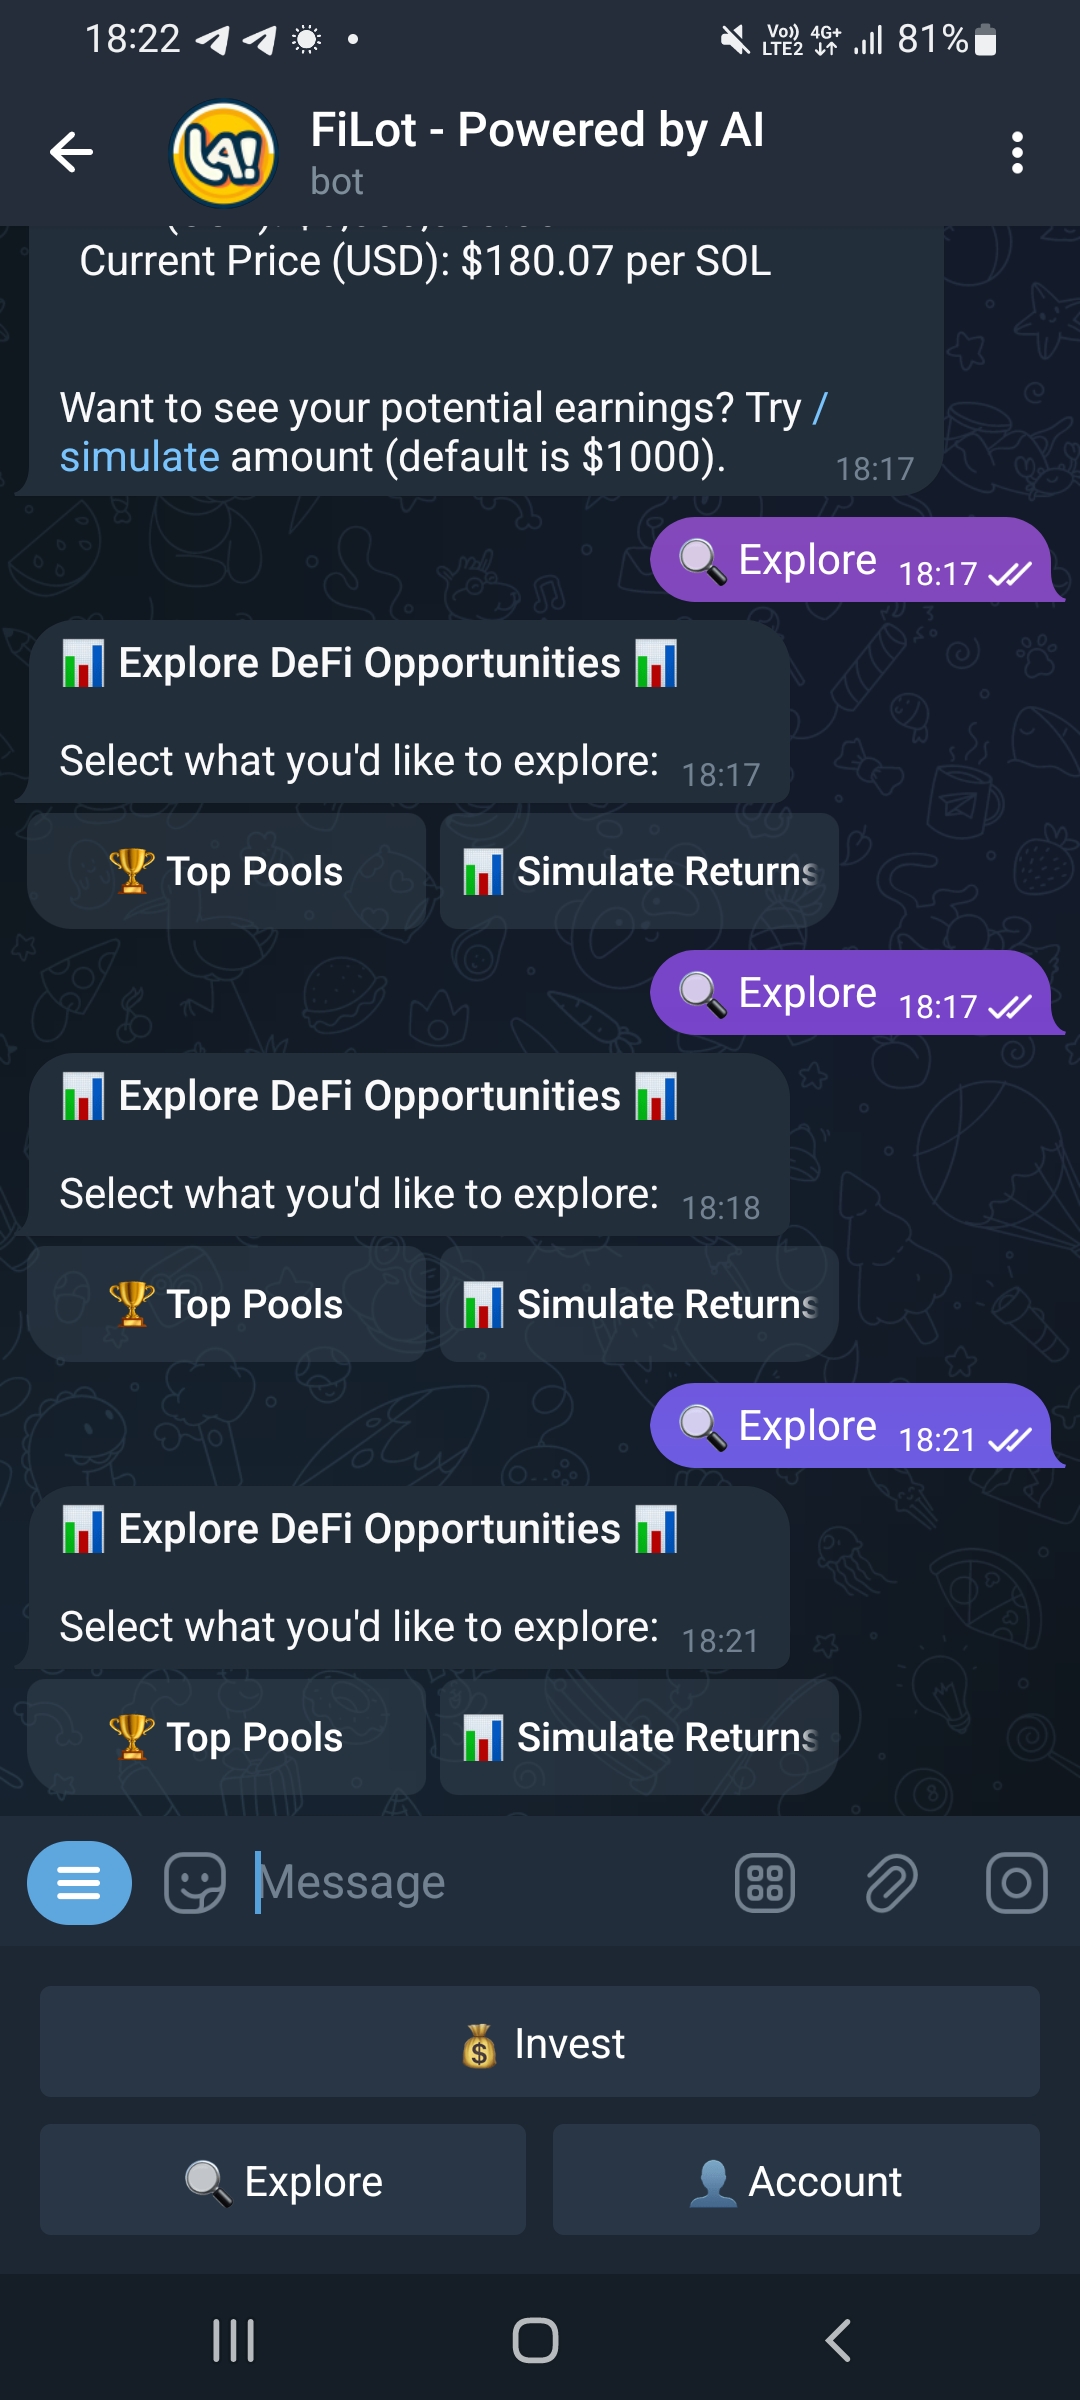 18:22
Vo)) LTE2 4G+ 81%
LA!
FiLot - Powered by AI
bot
Current Price (USD): $180.07 per SOL
Want to see your potential earnings? Try /
simulate amount (default is $1000). 18:17
🔍 Explore 18:17
📊 Explore DeFi Opportunities 📊
Select what you'd like to explore: 18:17
🏆 Top Pools 📊 Simulate Returns
🔍 Explore 18:17
📊 Explore DeFi Opportunities 📊
Select what you'd like to explore: 18:18
🏆 Top Pools 📊 Simulate Returns
🔍 Explore 18:21
📊 Explore DeFi Opportunities 📊
Select what you'd like to explore: 18:21
🏆 Top Pools 📊 Simulate Returns
Message
💰 Invest
🔍 Explore 👤 Account